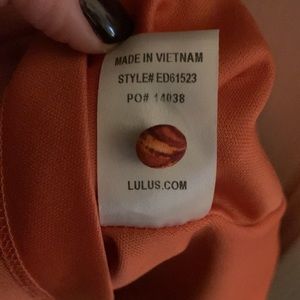 MADE IN VIETNAM
STYLE# ED61523
PO# 14038
LULUS.COM